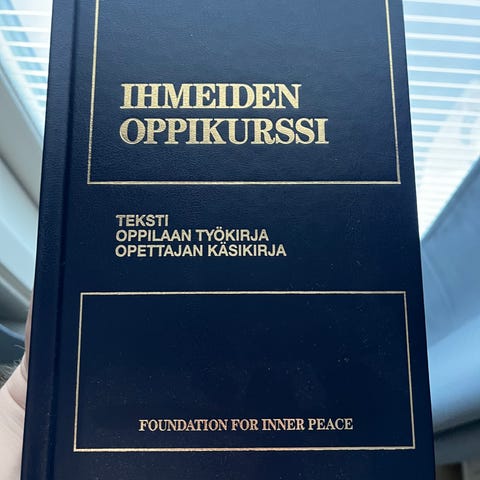 IHMEIDEN
OPPIKURSSI
TEKSTI
OPPILAAN TYÖKIRJA
OPETTAJAN KÄSIKIRJA
FOUNDATION FOR INNER PEACE